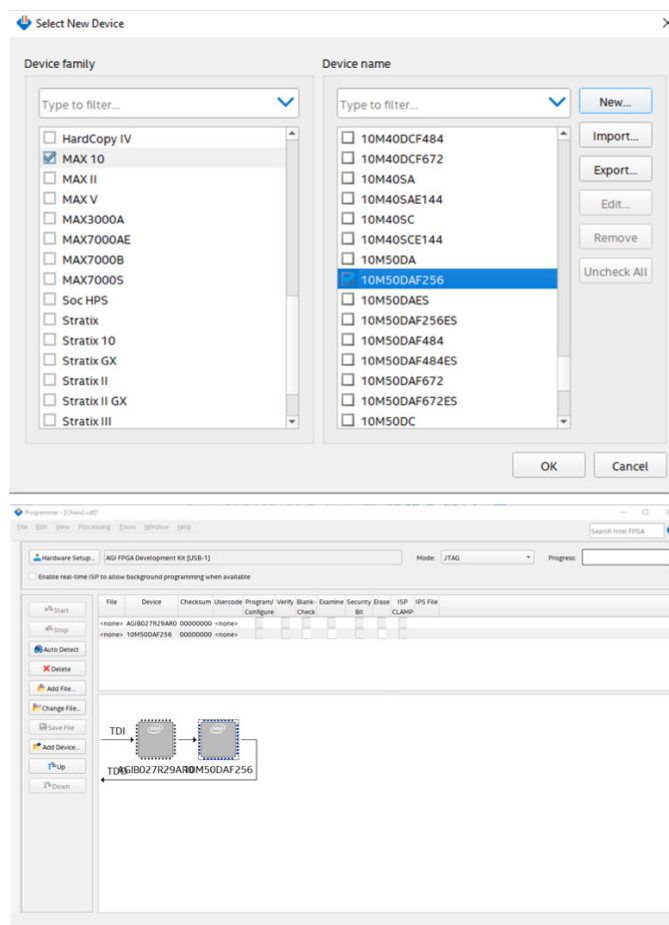 Select New Device
Device family
Device name
Type to filter...
Type to filter...
New...
Import...
Export...
Edit...
Remove
Uncheck All
HardCopy IV
MAX 10
MAX II
MAX V
MAX3000A
MAX7000AE
MAX7000B
MAX7000S
Soc HPS
Stratix
Stratix 10
Stratix GX
Stratix II
Stratix II GX
Stratix III
10M40DCF484
10M40DCF672
10M40SA
10M40SAE144
10M40SC
10M40SCE144
10M50DA
10M50DAF256
10M50DAES
10M50DAF256ES
10M50DAF484
10M50DAF484ES
10M50DAF672
10M50DAF672ES
10M50DC
OK
Cancel
Programmer - [Chain2.cdf]*
File Edit View Processing Tools Window Help
Search Intel FPGA
Hardware Setup... AGI FPGA Development Kit [USB-1] Mode: JTAG Progress:
Enable real-time ISP to allow background programming when available
Start
Stop
Auto Detect
Delete
Add File...
Change File...
Save File
Add Device...
Up
Down
File Device Checksum Usercode Program/ Configure Verify Blank- Check Examine Security Bit Erase ISP CLAMP IPS File
<none> AGIB027R29AR0 00000000 <none>
<none> 10M50DAF256 00000000 <none>
TDI
intel
intel
TDO
AGIB027R29AR0
10M50DAF256